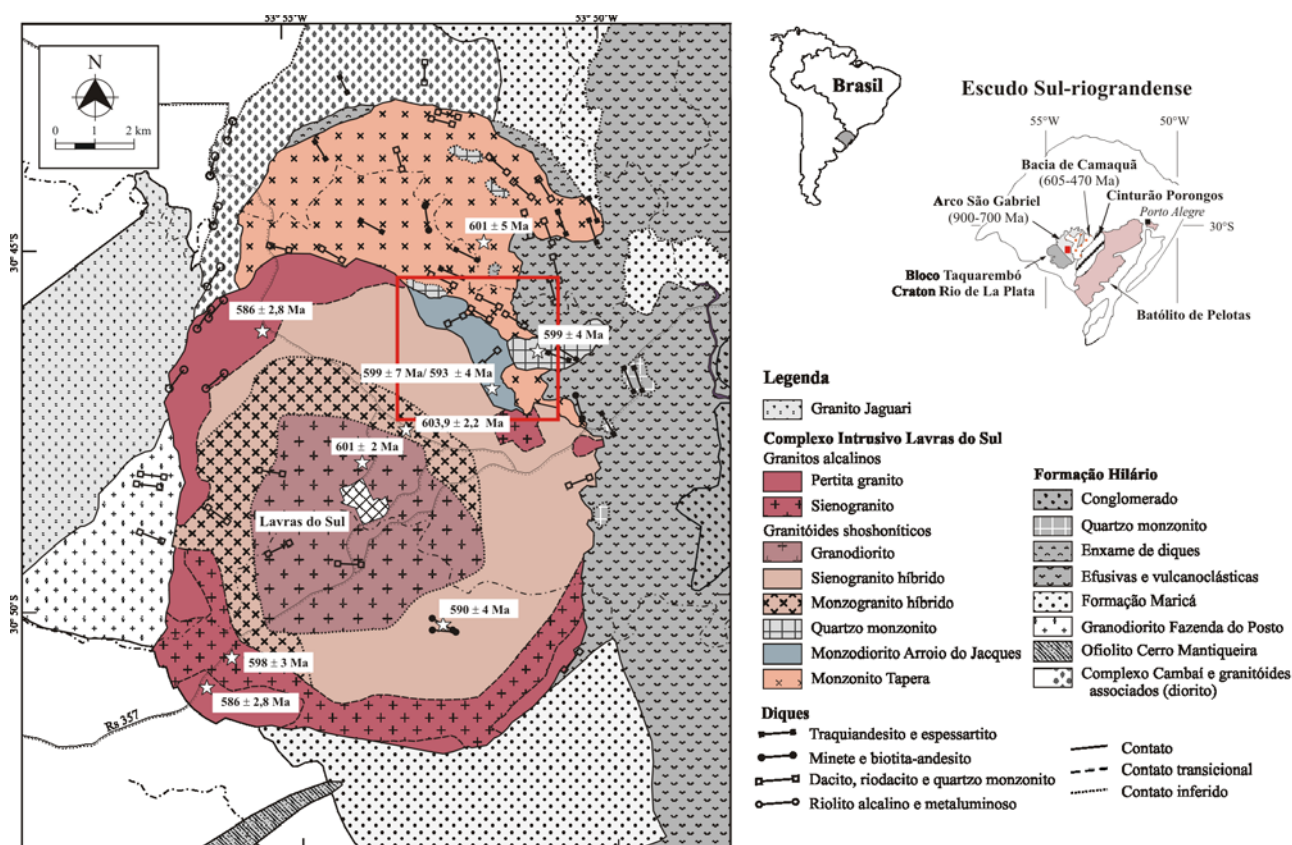 53° 55' W
53° 50' W
N
0 1 2 km
30° 45'S
30° 50'S
601 ± 5 Ma
586 ± 2,8 Ma
599 ± 4 Ma
599 ± 7 Ma/ 593 ± 4 Ma
603,9 ± 2,2 Ma
601 ± 2 Ma
Lavras do Sul
590 ± 4 Ma
598 ± 3 Ma
586 ± 2,8 Ma
Rs 357
Brasil
Escudo Sul-riograndense
55°W
50°W
Bacia de Camaquã
(605-470 Ma)
Cinturão Porongos
Arco São Gabriel
(900-700 Ma)
Porto Alegre
30°S
Bloco Taquarembó
Craton Rio de La Plata
Batólito de Pelotas
Legenda
Granito Jaguari
Complexo Intrusivo Lavras do Sul
Granitos alcalinos
Pertita granito
Sienogranito
Granitóides shoshoníticos
Granodiorito
Sienogranito híbrido
Monzogranito híbrido
Quartzo monzonito
Monzodiorito Arroio do Jacques
Monzonito Tapera
Formação Hilário
Conglomerado
Quartzo monzonito
Enxame de diques
Efusivas e vulcanoclásticas
Formação Maricá
Granodiorito Fazenda do Posto
Ofiolito Cerro Mantiqueira
Complexo Cambaí e granitóides
associados (diorito)
Diques
Traquiandesito e espessartito
Minete e biotita-andesito
Dacito, riodacito e quartzo monzonito
Riolito alcalino e metaluminoso
Contato
Contato transicional
Contato inferido